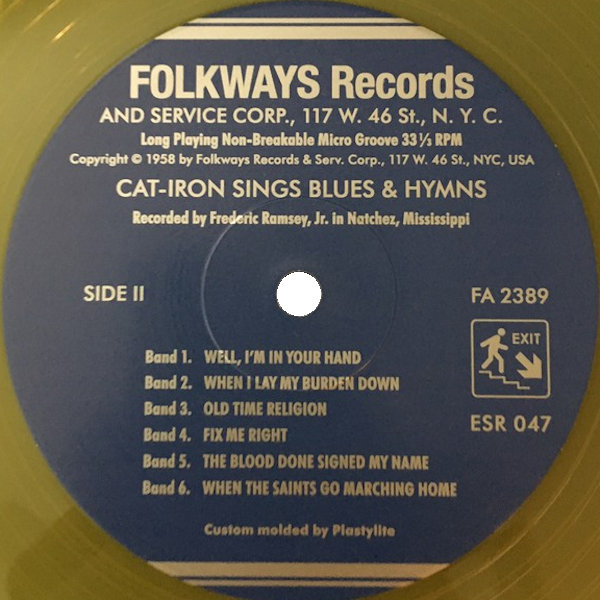 FOLKWAYS Records
AND SERVICE CORP., 117 W. 46 St., N. Y. C.
Long Playing Non-Breakable Micro Groove 33 1/3 RPM
Copyright © 1958 by Folkways Records & Serv. Corp., 117 W. 46 St., NYC, USA
CAT-IRON SINGS BLUES & HYMNS
Recorded by Frederic Ramsey, Jr. in Natchez, Mississippi
SIDE II
FA 2389
EXIT
ESR 047
Band 1. WELL, I'M IN YOUR HAND
Band 2. WHEN I LAY MY BURDEN DOWN
Band 3. OLD TIME RELIGION
Band 4. FIX ME RIGHT
Band 5. THE BLOOD DONE SIGNED MY NAME
Band 6. WHEN THE SAINTS GO MARCHING HOME
Custom molded by Plastylite